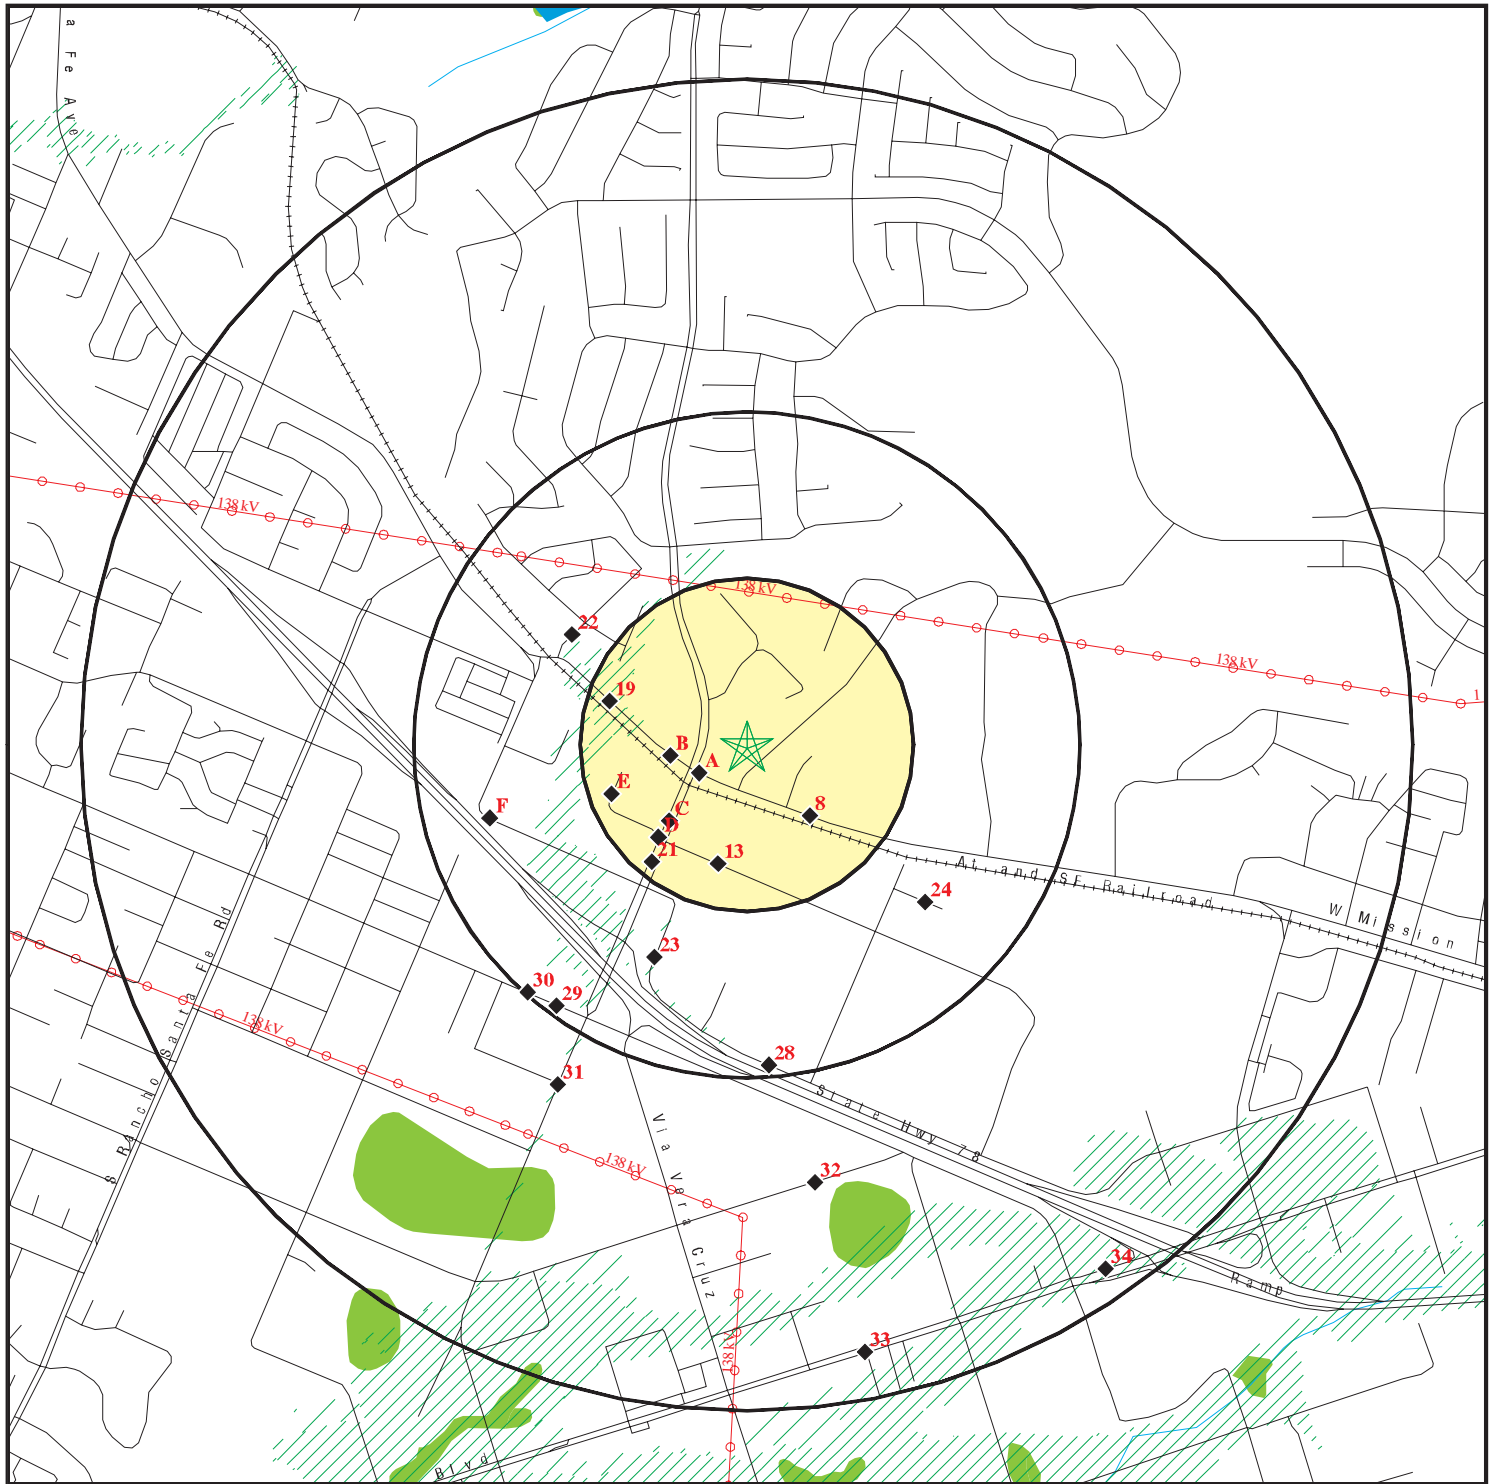 a Fe Ave
138 kV
138 kV
22
138 kV
19
1
B
A
E
8
F
C
D
21
13
At and SF Railroad
24
W Mission
S Rancho Santa Fe Rd
23
30
29
138 kV
28
31
State Hwy 78
Via Vera Cruz
138 kV
32
34
Ramp
138 kV
33
Blvd